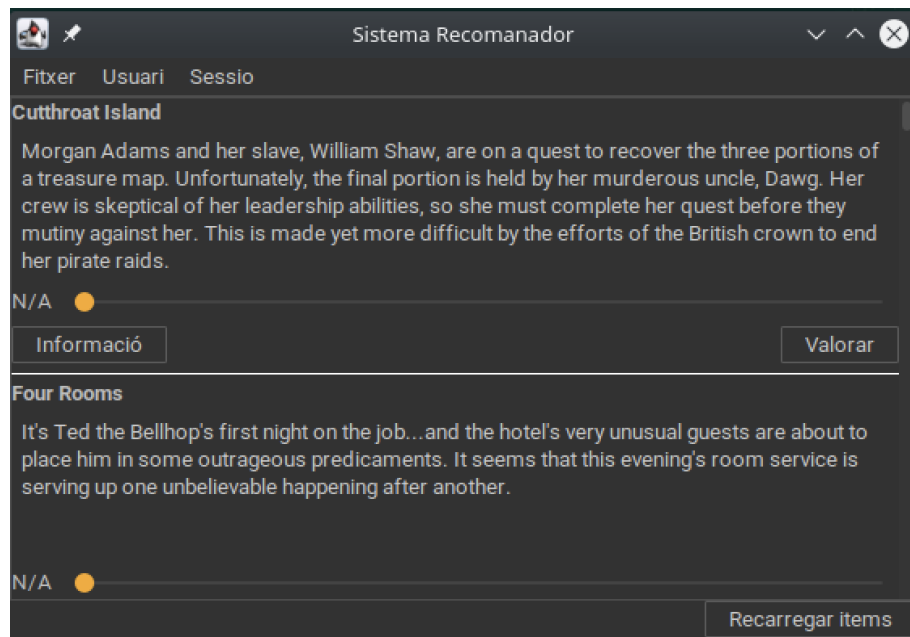 Sistema Recomanador
Fitxer Usuari Sessio
Cutthroat Island
Morgan Adams and her slave, William Shaw, are on a quest to recover the three portions of
a treasure map. Unfortunately, the final portion is held by her murderous uncle, Dawg. Her
crew is skeptical of her leadership abilities, so she must complete her quest before they
mutiny against her. This is made yet more difficult by the efforts of the British crown to end
her pirate raids.
N/A
Informació Valorar
Four Rooms
It's Ted the Bellhop's first night on the job...and the hotel's very unusual guests are about to
place him in some outrageous predicaments. It seems that this evening's room service is
serving up one unbelievable happening after another.
N/A
Recarregar items